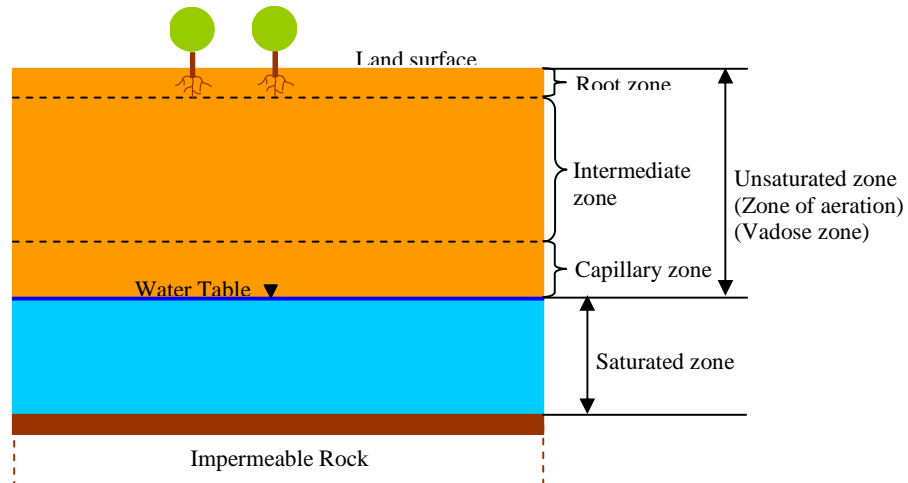 Land surface
Root zone
Intermediate
zone
Unsaturated zone
(Zone of aeration)
(Vadose zone)
Capillary zone
Water Table
Saturated zone
Impermeable Rock